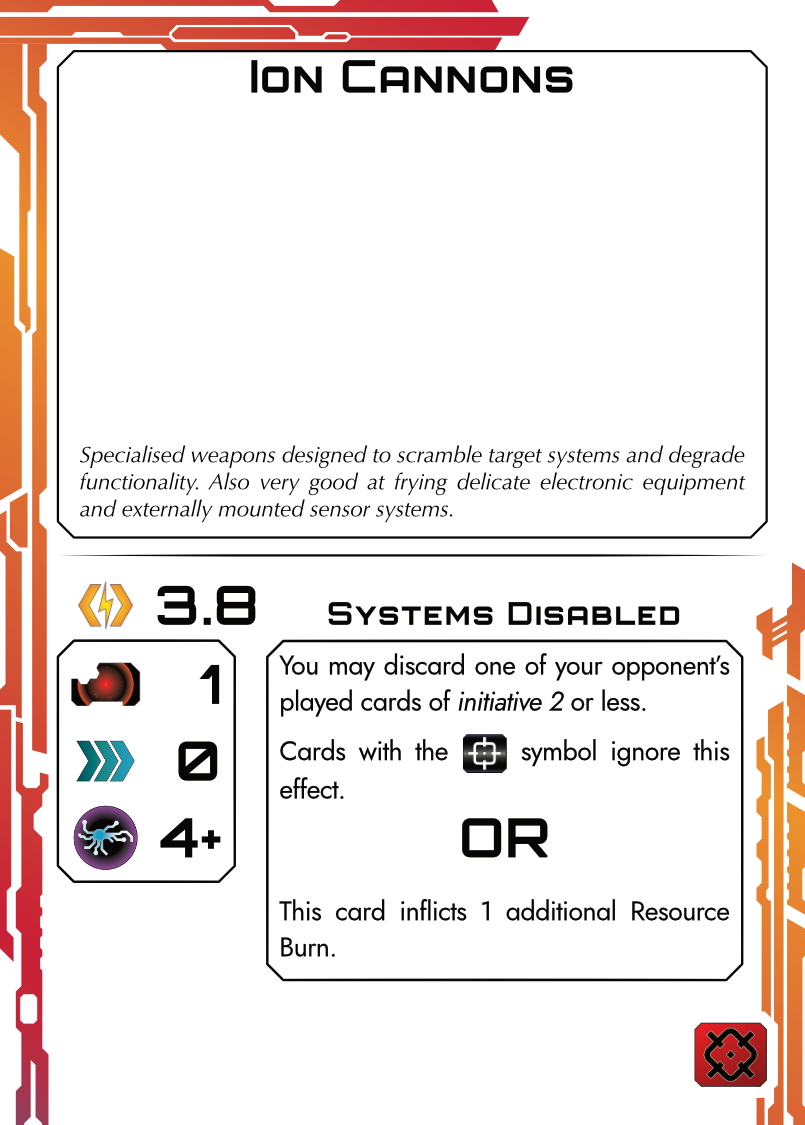 Ion Cannons
Specialised weapons designed to scramble target systems and degrade
functionality. Also very good at frying delicate electronic equipment
and externally mounted sensor systems.
3.8
Systems Disabled
1
0
4+
You may discard one of your opponent's
played cards of initiative 2 or less.
Cards with the symbol ignore this
effect.
OR
This card inflicts 1 additional Resource
Burn.